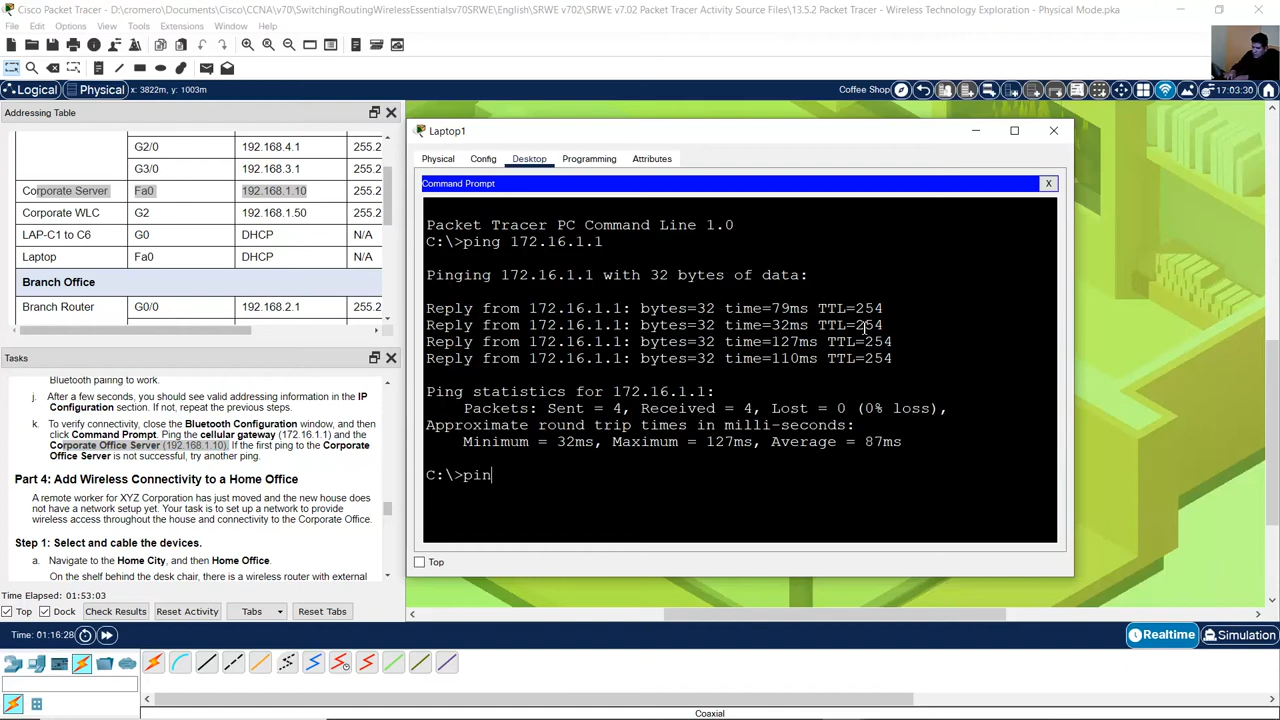 Cisco Packet Tracer - D:\cromero\Documents\Cisco\CCNA\v70\SwitchingRoutingWirelessEssentialsv70SRWE\English\SRWE v702\SRWE v7.02 Packet Tracer Activity Source Files\13.5.2 Packet Tracer - Wireless Technology Exploration - Physical Mode.pka
File Edit Options View Tools Extensions Window Help
Logical Physical x: 3822m, y: 1003m Coffee Shop 17:03:30
Addressing Table
G2/0 192.168.4.1 255.2
G3/0 192.168.3.1 255.2
Corporate Server Fa0 192.168.1.10 255.2
Corporate WLC G2 192.168.1.50 255.2
LAP-C1 to C6 G0 DHCP N/A
Laptop Fa0 DHCP N/A
Branch Office
Branch Router G0/0 192.168.2.1 255.2
Tasks
Bluetooth pairing to work.
j. After a few seconds, you should see valid addressing information in the IP
Configuration section. If not, repeat the previous steps.
k. To verify connectivity, close the Bluetooth Configuration window, and then
click Command Prompt. Ping the cellular gateway (172.16.1.1) and the
Corporate Office Server (192.168.1.10). If the first ping to the Corporate
Office Server is not successful, try another ping.
Part 4: Add Wireless Connectivity to a Home Office
A remote worker for XYZ Corporation has just moved and the new house does
not have a network setup yet. Your task is to set up a network to provide
wireless access throughout the house and connectivity to the Corporate Office.
Step 1: Select and cable the devices.
a. Navigate to the Home City, and then Home Office.
On the shelf behind the desk chair, there is a wireless router with external
Time Elapsed: 01:53:03
Top Dock Check Results Reset Activity Tabs Reset Tabs
Laptop1
Physical Config Desktop Programming Attributes
Command Prompt X
Packet Tracer PC Command Line 1.0
C:\>ping 172.16.1.1
Pinging 172.16.1.1 with 32 bytes of data:
Reply from 172.16.1.1: bytes=32 time=79ms TTL=254
Reply from 172.16.1.1: bytes=32 time=32ms TTL=254
Reply from 172.16.1.1: bytes=32 time=127ms TTL=254
Reply from 172.16.1.1: bytes=32 time=110ms TTL=254
Ping statistics for 172.16.1.1:
Packets: Sent = 4, Received = 4, Lost = 0 (0% loss),
Approximate round trip times in milli-seconds:
Minimum = 32ms, Maximum = 127ms, Average = 87ms
C:\>pin
Top
Time: 01:16:28 Realtime Simulation
Coaxial